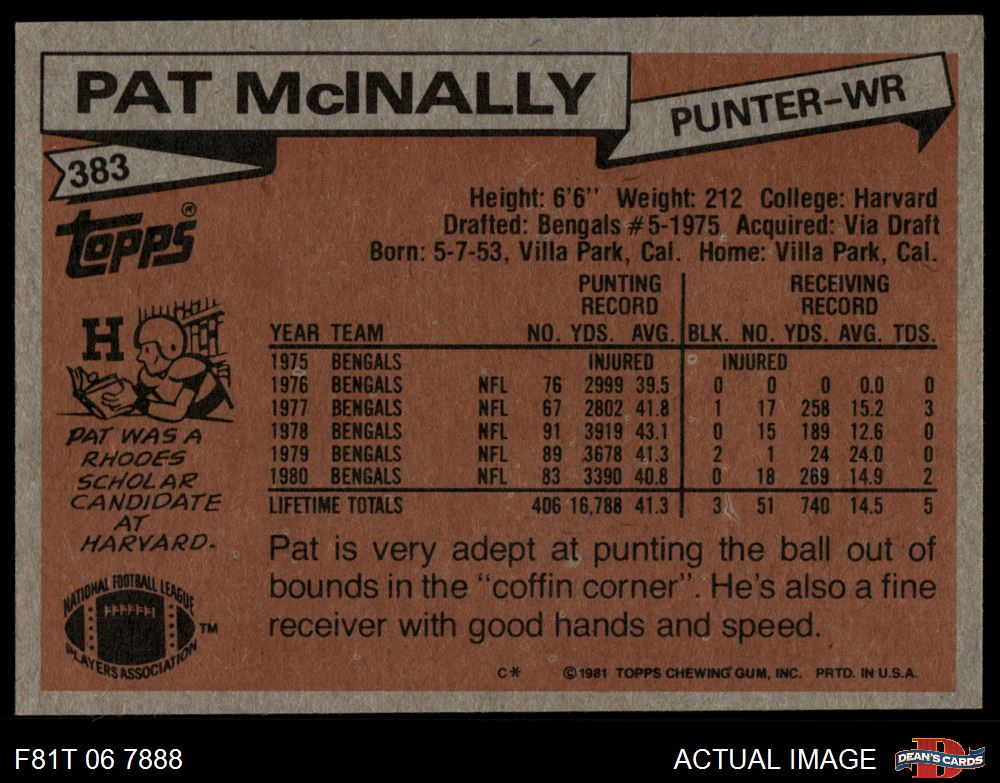 PAT McINALLY
PUNTER-WR
383
TOPPS®
Height: 6'6'' Weight: 212 College: Harvard
Drafted: Bengals #5-1975 Acquired: Via Draft
Born: 5-7-53, Villa Park, Cal. Home: Villa Park, Cal.
PUNTING RECEIVING
RECORD RECORD
YEAR TEAM NO. YDS. AVG. BLK. NO. YDS. AVG. TDS.
1975 BENGALS INJURED INJURED
1976 BENGALS NFL 76 2999 39.5 0 0 0 0.0 0
1977 BENGALS NFL 67 2802 41.8 1 17 258 15.2 3
1978 BENGALS NFL 91 3919 43.1 0 15 189 12.6 0
1979 BENGALS NFL 89 3678 41.3 2 1 24 24.0 0
1980 BENGALS NFL 83 3390 40.8 0 18 269 14.9 2
LIFETIME TOTALS 406 16,788 41.3 3 51 740 14.5 5
H
PAT WAS A
RHODES
SCHOLAR
CANDIDATE
AT
HARVARD.
Pat is very adept at punting the ball out of
bounds in the "coffin corner". He's also a fine
receiver with good hands and speed.
NATIONAL FOOTBALL LEAGUE
PLAYERS ASSOCIATION
TM
C* ©1981 TOPPS CHEWING GUM, INC. PRTD. IN U.S.A.
F81T 06 7888
ACTUAL IMAGE
D
DEAN'S CARDS